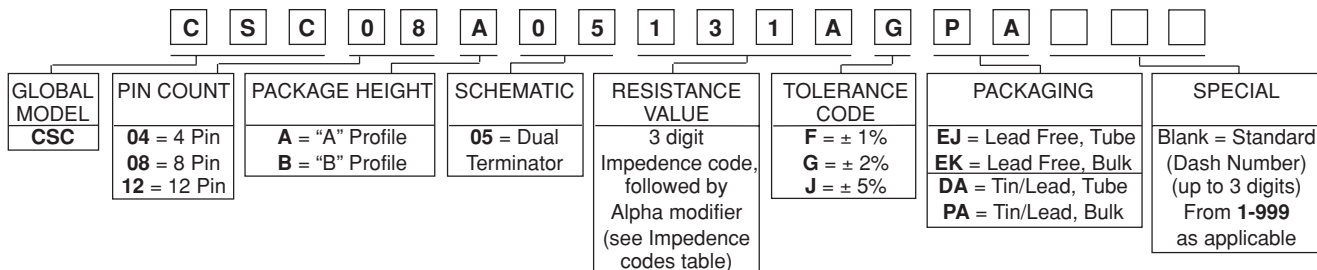 C S C 0 8 A 0 5 1 3 1 A G P A
GLOBAL
MODEL
CSC
PIN COUNT
04 = 4 Pin
08 = 8 Pin
12 = 12 Pin
PACKAGE HEIGHT
A = “A” Profile
B = “B” Profile
SCHEMATIC
05 = Dual
Terminator
RESISTANCE
VALUE
3 digit
Impedence code,
followed by
Alpha modifier
(see Impedence
codes table)
TOLERANCE
CODE
F = ± 1%
G = ± 2%
J = ± 5%
PACKAGING
EJ = Lead Free, Tube
EK = Lead Free, Bulk
DA = Tin/Lead, Tube
PA = Tin/Lead, Bulk
SPECIAL
Blank = Standard
(Dash Number)
(up to 3 digits)
From 1-999
as applicable